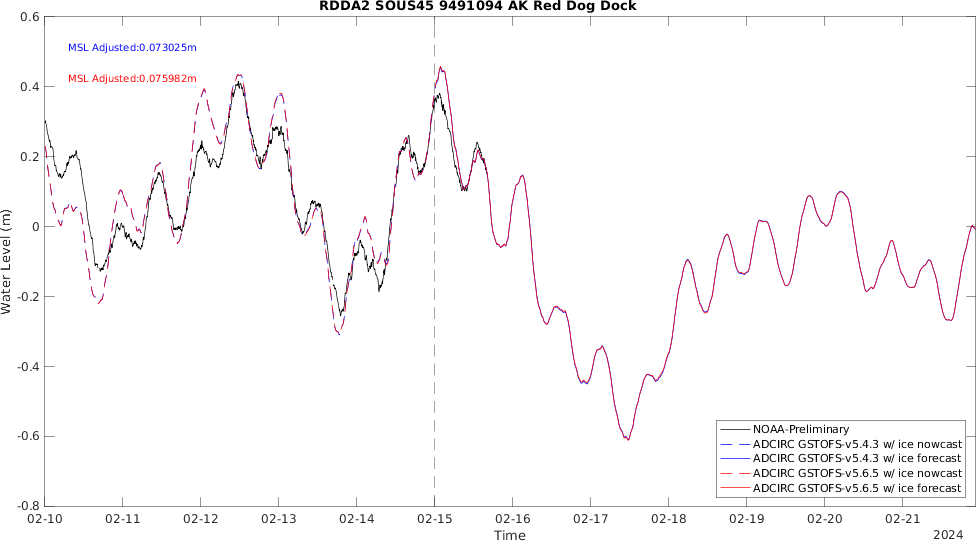 RDDA2 SOUS45 9491094 AK Red Dog Dock
MSL Adjusted:0.073025m
MSL Adjusted:0.075982m
Water Level (m)
0.6
0.4
0.2
0
-0.2
-0.4
-0.6
-0.8
NOAA-Preliminary
ADCIRC GSTOFS-v5.4.3 w/ ice nowcast
ADCIRC GSTOFS-v5.4.3 w/ ice forecast
ADCIRC GSTOFS-v5.6.5 w/ ice nowcast
ADCIRC GSTOFS-v5.6.5 w/ ice forecast
02-10 02-11 02-12 02-13 02-14 02-15 02-16 02-17 02-18 02-19 02-20 02-21
Time
2024